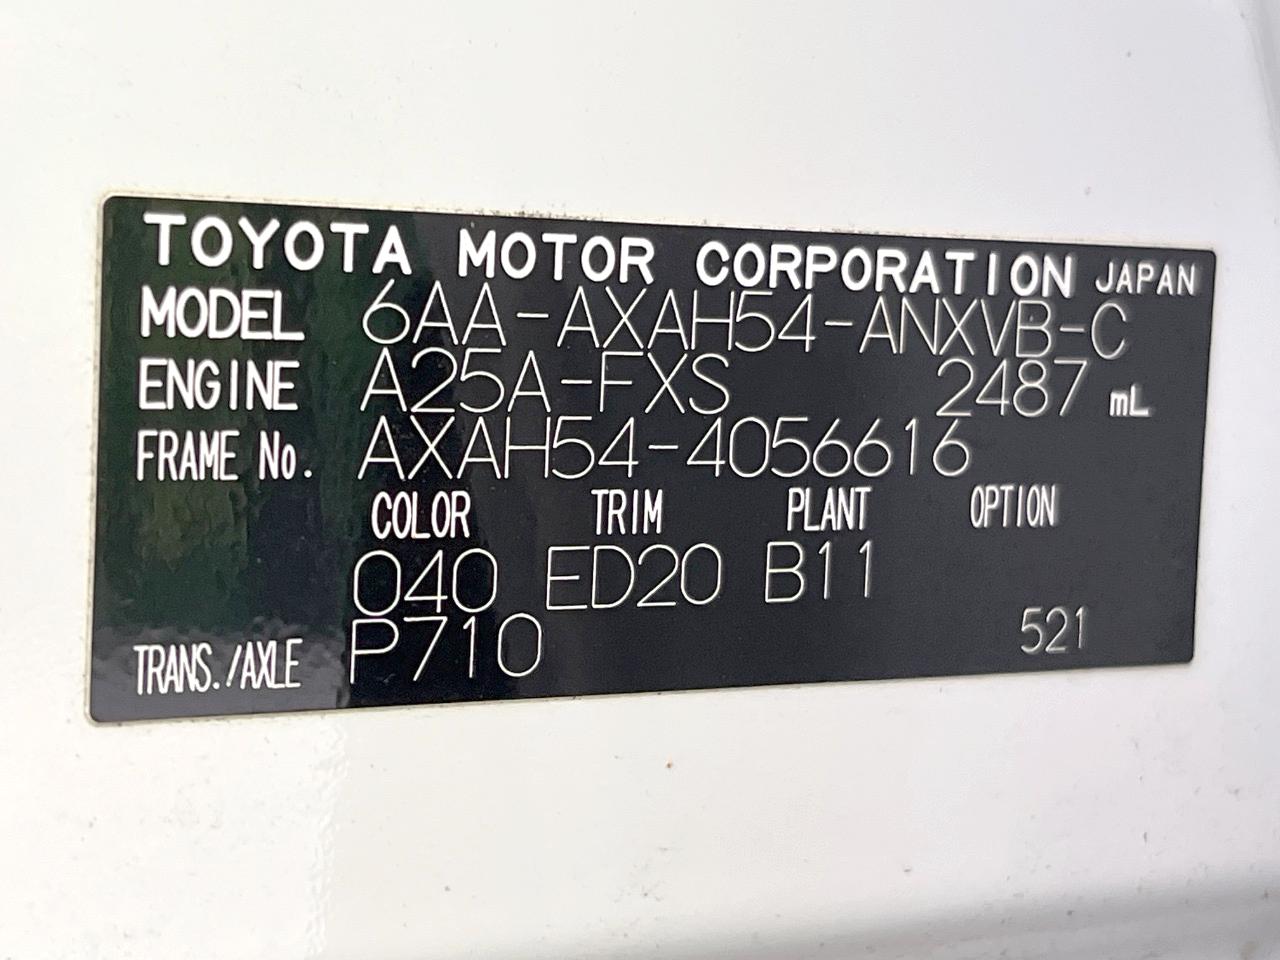 TOYOTA MOTOR CORPORATION JAPAN
MODEL 6AA-AXAH54-ANXVB-C
ENGINE A25A-FXS 2487 mL
FRAME No. AXAH54-4056616
COLOR TRIM PLANT OPTION
040 ED20 B11
TRANS./AXLE P710 521